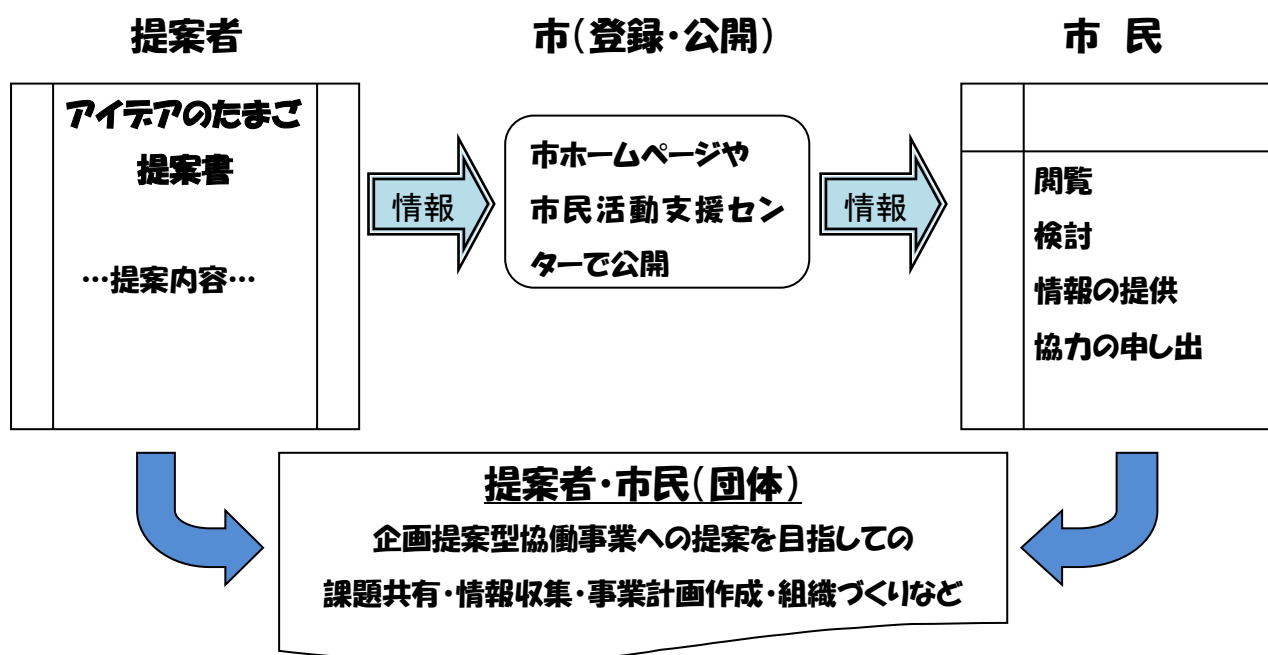 提案者
市(登録・公開)
市 民
アイデアのたまご
提案書
…提案内容…
情報
市ホームページや
市民活動支援セン
ターで公開
情報
閲覧
検討
情報の提供
協力の申し出
提案者・市民(団体)
企画提案型協働事業への提案を目指しての
課題共有・情報収集・事業計画作成・組織づくりなど